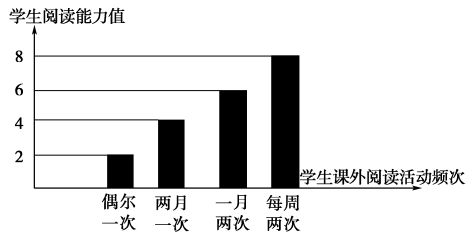 学生阅读能力值
8
6
4
2
学生课外阅读活动频次
偶尔
一次
两月
一次
一月
两次
每周
两次